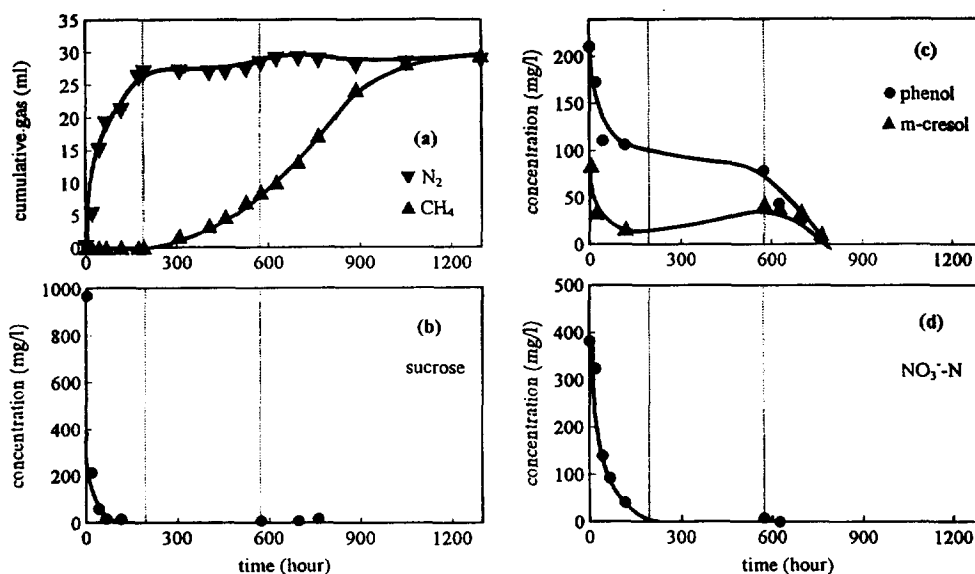 cumulative gas (ml)
35
30
25
20
15
10
5
0
(a)
N₂
CH₄
0 300 600 900 1200
concentration (mg/l)
200
150
100
50
0
(c)
phenol
m-cresol
0 300 600 900 1200
concentration (mg/l)
1000
800
600
400
200
0
(b)
sucrose
0 300 600 900 1200
time (hour)
concentration (mg/l)
500
400
300
200
100
0
(d)
NO₃⁻-N
0 300 600 900 1200
time (hour)